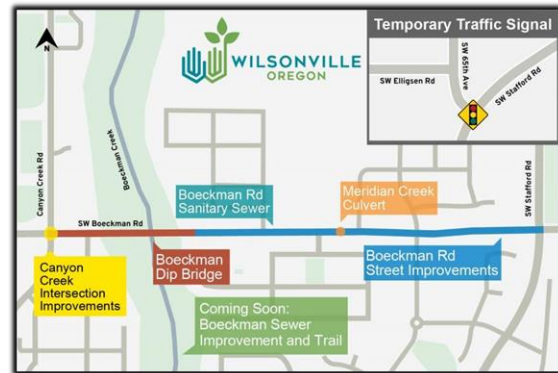 Temporary Traffic Signal
SW 65th Ave
SW Elligsen Rd
SW Stafford Rd
N
WILSONVILLE
OREGON
Canyon Creek Rd
Boeckman Creek
SW Stafford Rd
Boeckman Rd
Sanitary Sewer
Meridian Creek
Culvert
SW Boeckman Rd
Canyon
Creek
Intersection
Improvements
Boeckman
Dip Bridge
Boeckman Rd
Street Improvements
Coming Soon:
Boeckman Sewer
Improvement and Trail